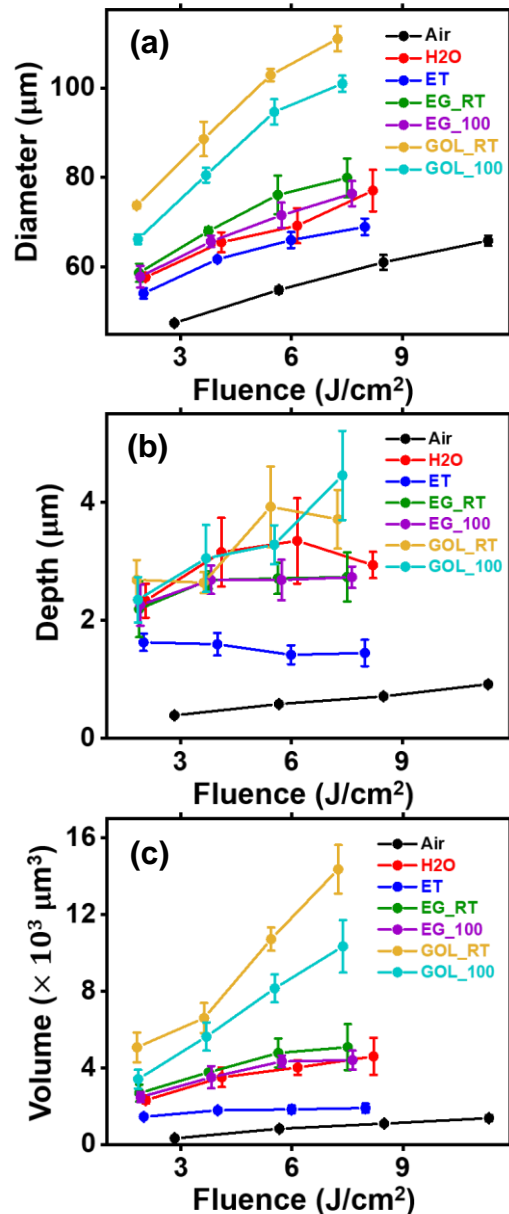 (a)
Air
H2O
ET
EG_RT
EG_100
GOL_RT
GOL_100
Diameter (μm)
100
80
60
3 6 9
Fluence (J/cm²)
(b)
Air
H2O
ET
EG_RT
EG_100
GOL_RT
GOL_100
Depth (μm)
4
2
0
3 6 9
Fluence (J/cm²)
(c)
Air
H2O
ET
EG_RT
EG_100
GOL_RT
GOL_100
Volume (× 10³ μm³)
16
12
8
4
0
3 6 9
Fluence (J/cm²)